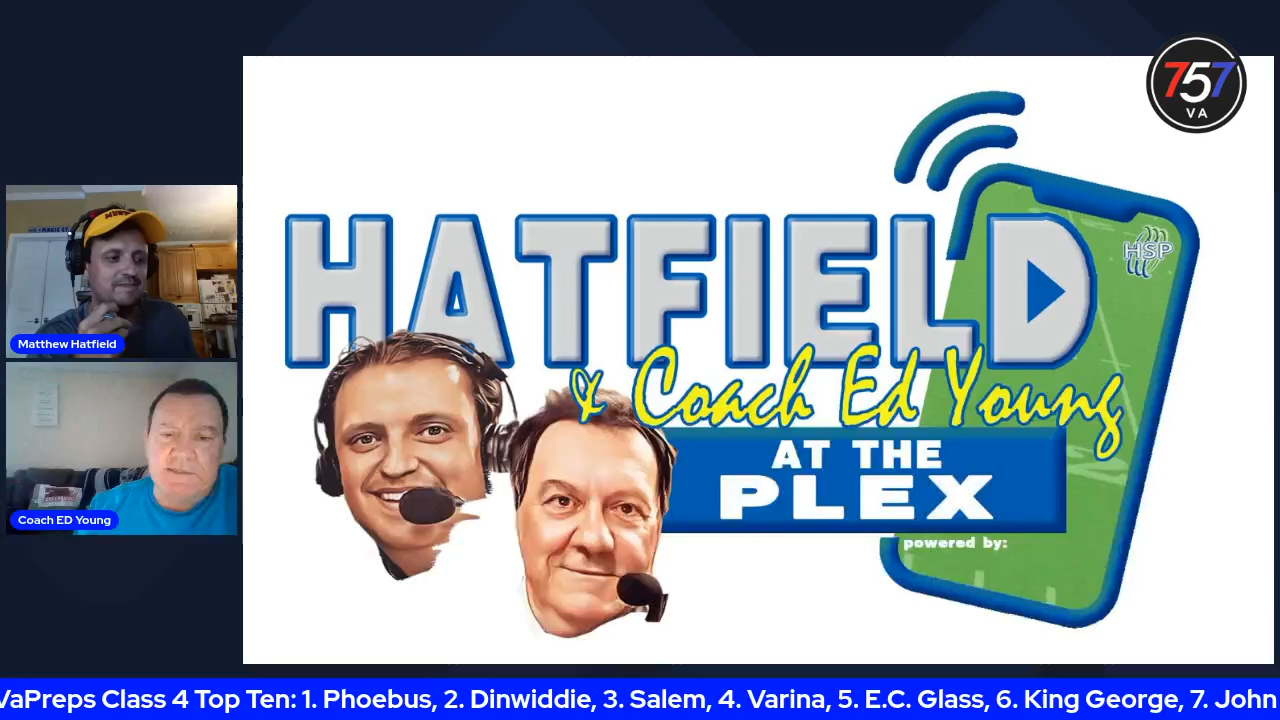 757
VA
HATFIELD
HSP
& Coach Ed Young
AT THE
PLEX
powered by:
Matthew Hatfield
Coach ED Young
VaPreps Class 4 Top Ten: 1. Phoebus, 2. Dinwiddie, 3. Salem, 4. Varina, 5. E.C. Glass, 6. King George, 7. John